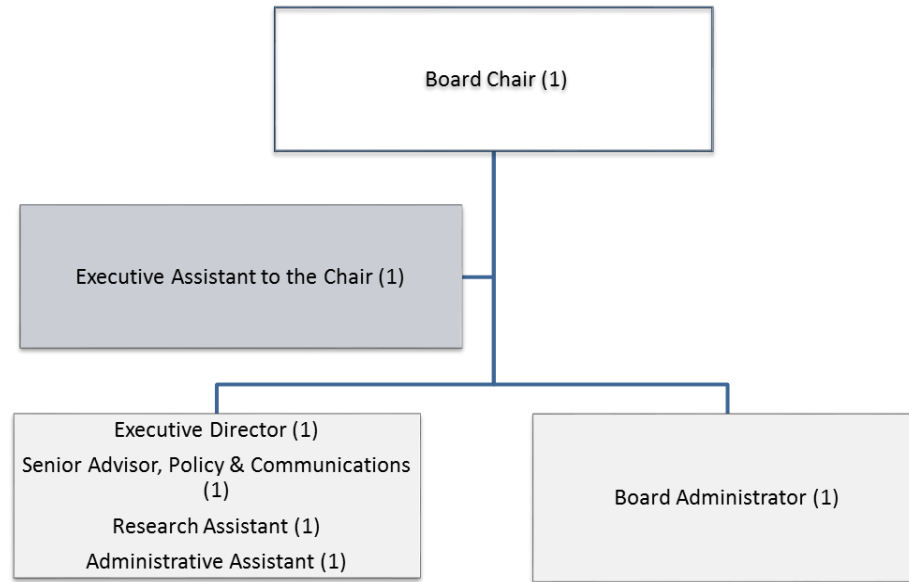 Board Chair (1)
Executive Assistant to the Chair (1)
Executive Director (1)
Senior Advisor, Policy & Communications
(1)
Research Assistant (1)
Administrative Assistant (1)
Board Administrator (1)